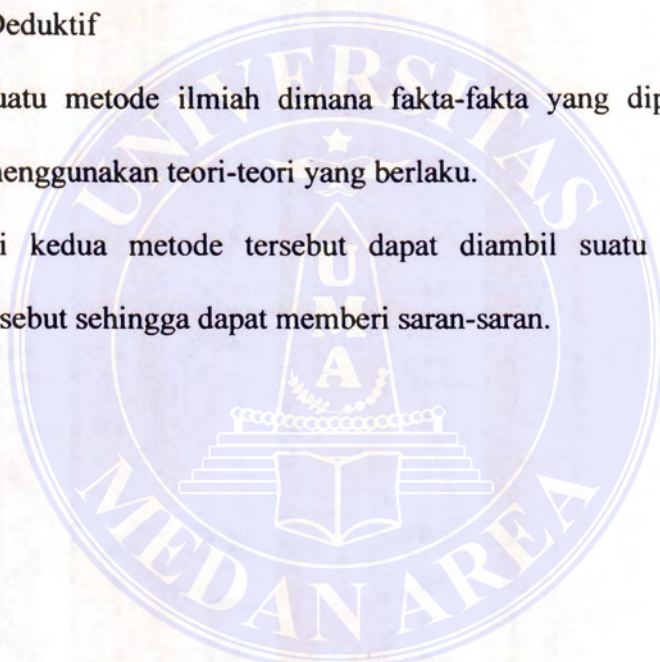 Deduktif
uatu metode ilmiah dimana fakta-fakta yang dip
nenggunakan teori-teori yang berlaku.
i kedua metode tersebut dapat diambil suatu
sebut sehingga dapat memberi saran-saran.
UNIVERSITAS
UMA
MEDAN AREA